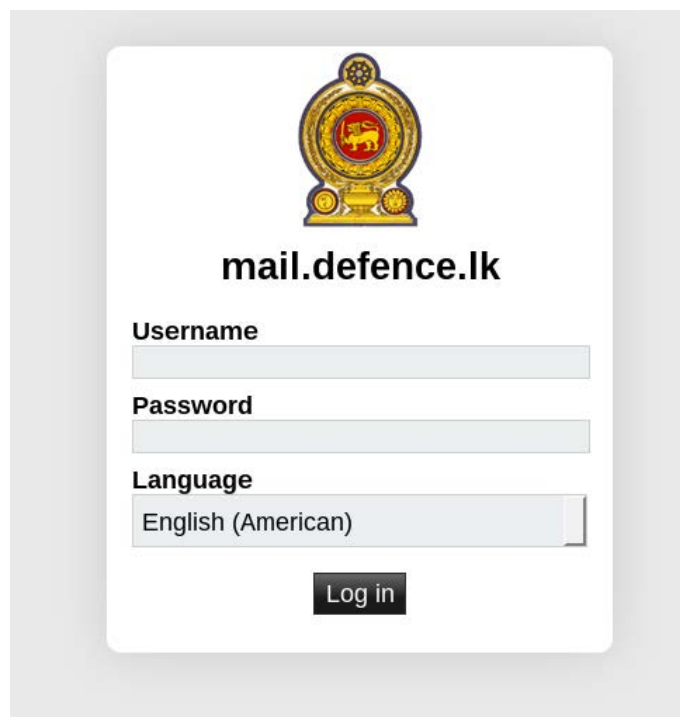 mail.defence.lk
Username
Password
Language
English (American)
Log in